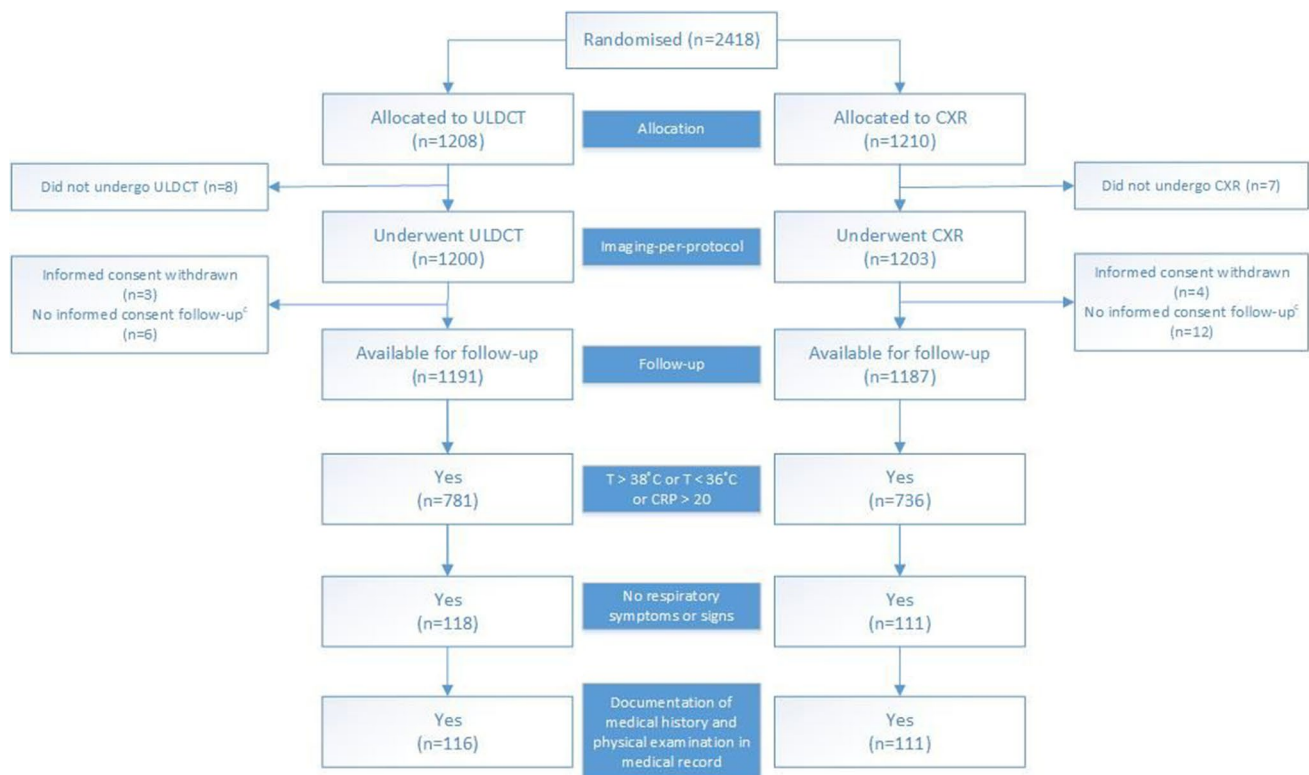 Randomised (n=2418)
Allocated to ULDCT
(n=1208)
Allocation
Allocated to CXR
(n=1210)
Did not undergo ULDCT (n=8)
Did not undergo CXR (n=7)
Underwent ULDCT
(n=1200)
Imaging-per-protocol
Underwent CXR
(n=1203)
Informed consent withdrawn
(n=3)
No informed consent follow-upᶜ
(n=6)
Informed consent withdrawn
(n=4)
No informed consent follow-upᶜ
(n=12)
Available for follow-up
(n=1191)
Follow-up
Available for follow-up
(n=1187)
Yes
(n=781)
T > 38˚C or T < 36˚C
or CRP > 20
Yes
(n=736)
Yes
(n=118)
No respiratory
symptoms or signs
Yes
(n=111)
Yes
(n=116)
Documentation of
medical history and
physical examination in
medical record
Yes
(n=111)